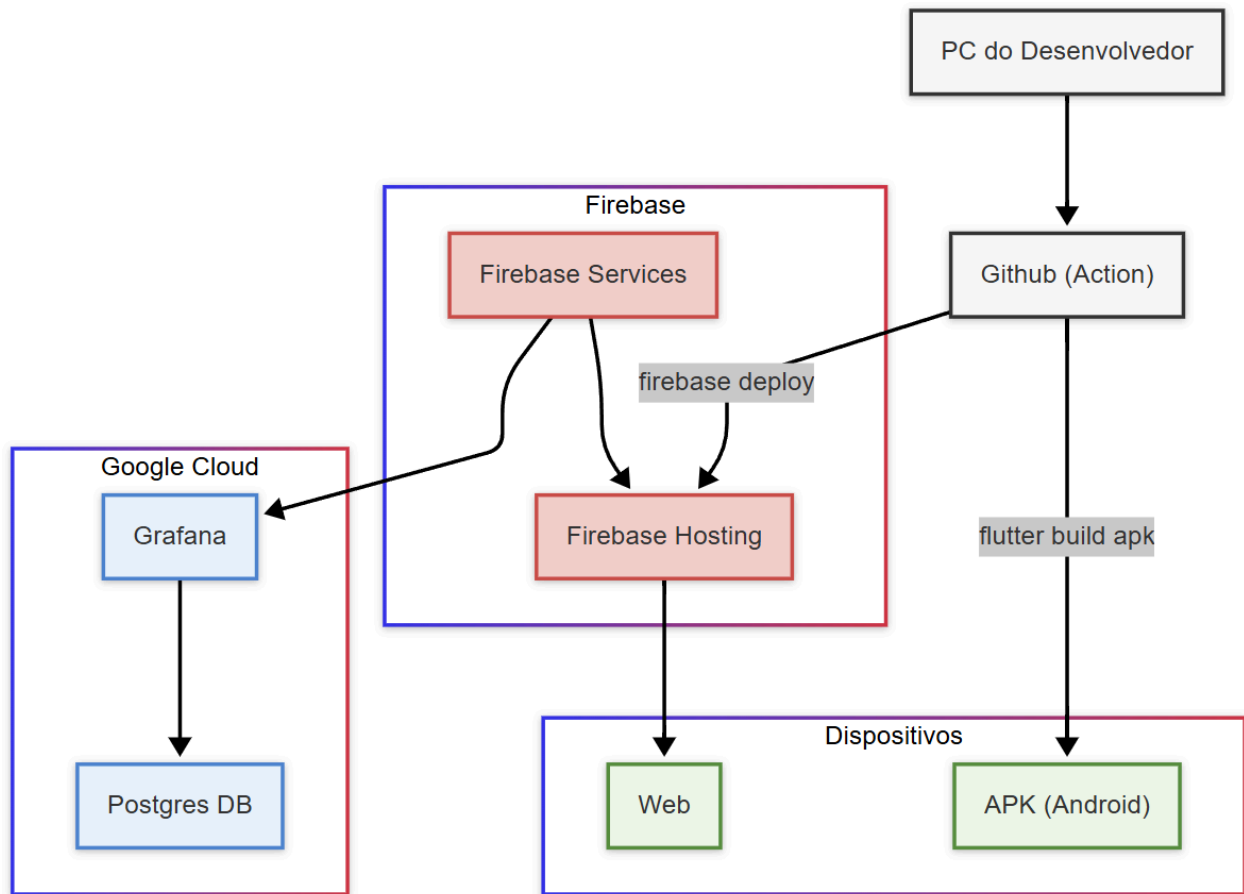 PC do Desenvolvedor
Firebase
Firebase Services
Github (Action)
firebase deploy
Google Cloud
Grafana
Firebase Hosting
flutter build apk
Dispositivos
Postgres DB
Web
APK (Android)